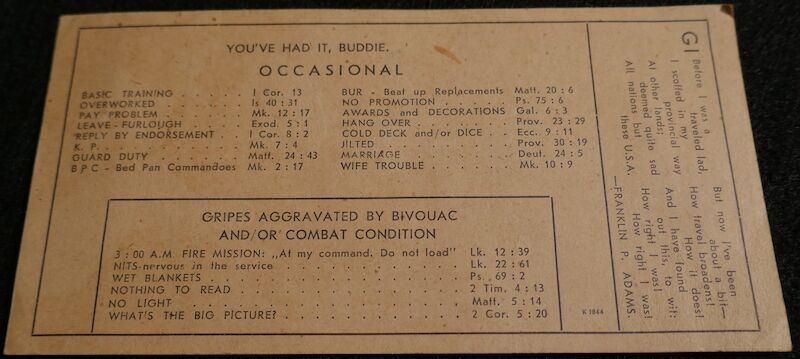 YOU'VE HAD IT, BUDDIE.
OCCASIONAL
BASIC TRAINING . . . . . . 1 Cor. 13
OVERWORKED . . . . . . . Is 40 : 31
PAY PROBLEM . . . . . . . Mk. 12 : 17
LEAVE - FURLOUGH . . . . . Exod. 5 : 1
REPLY BY ENDORSEMENT . . . 1 Cor. 8 : 2
K. P. . . . . . . . . . . Mk. 7 : 4
GUARD DUTY . . . . . . . Matt. 24 : 43
B P C - Bed Pan Commandoes Mk. 2 : 17
BUR - Beat up Replacements Matt. 20 : 6
NO PROMOTION . . . . . . Ps. 75 : 6
AWARDS and DECORATIONS Gal. 6 : 3
HANG OVER . . . . . . . Prov. 23 : 29
COLD DECK and/or DICE . . Ecc. 9 : 11
JILTED . . . . . . . . . Prov. 30 : 19
MARRIAGE . . . . . . . . Deut. 24 : 5
WIFE TROUBLE . . . . . . Mk. 10 : 9
GRIPES AGGRAVATED BY BIVOUAC
AND/OR COMBAT CONDITION
3 : 00 A.M. FIRE MISSION: „At my command. Do not load" Lk. 12 : 39
NITS-nervous in the service . . . . . . . . . . . Lk. 22 : 61
WET BLANKETS . . . . . . . . . . . . . . . . Ps. 69 : 2
NOTHING TO READ . . . . . . . . . . . . . . 2 Tim. 4 : 13
NO LIGHT . . . . . . . . . . . . . . . . . . Matt. 5 : 14
WHAT'S THE BIG PICTURE? . . . . . . . . . . . 2 Cor. 5 : 20
K 1844
GI
Before I was a
traveled lad,
I scoffed in my
provincial way
At other lands;
deemed quite sad
All nations but
these U.S.A.
But now I've been
about a bit—
How travel broadens!
How it does!
And I have found
out this, to wit:
How right I was!
How right I was!
—FRANKLIN P. ADAMS.